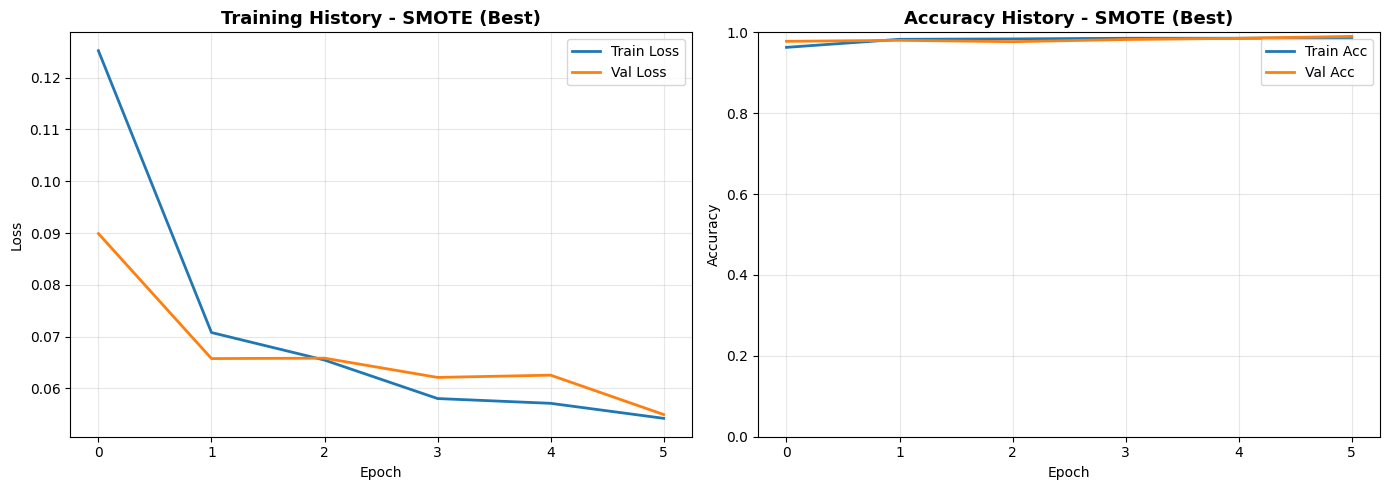 Training History - SMOTE (Best)
Train Loss
Val Loss
0.12
0.11
0.10
0.09
0.08
0.07
0.06
Loss
0 1 2 3 4 5
Epoch
Accuracy History - SMOTE (Best)
Train Acc
Val Acc
1.0
0.8
0.6
0.4
0.2
0.0
Accuracy
0 1 2 3 4 5
Epoch